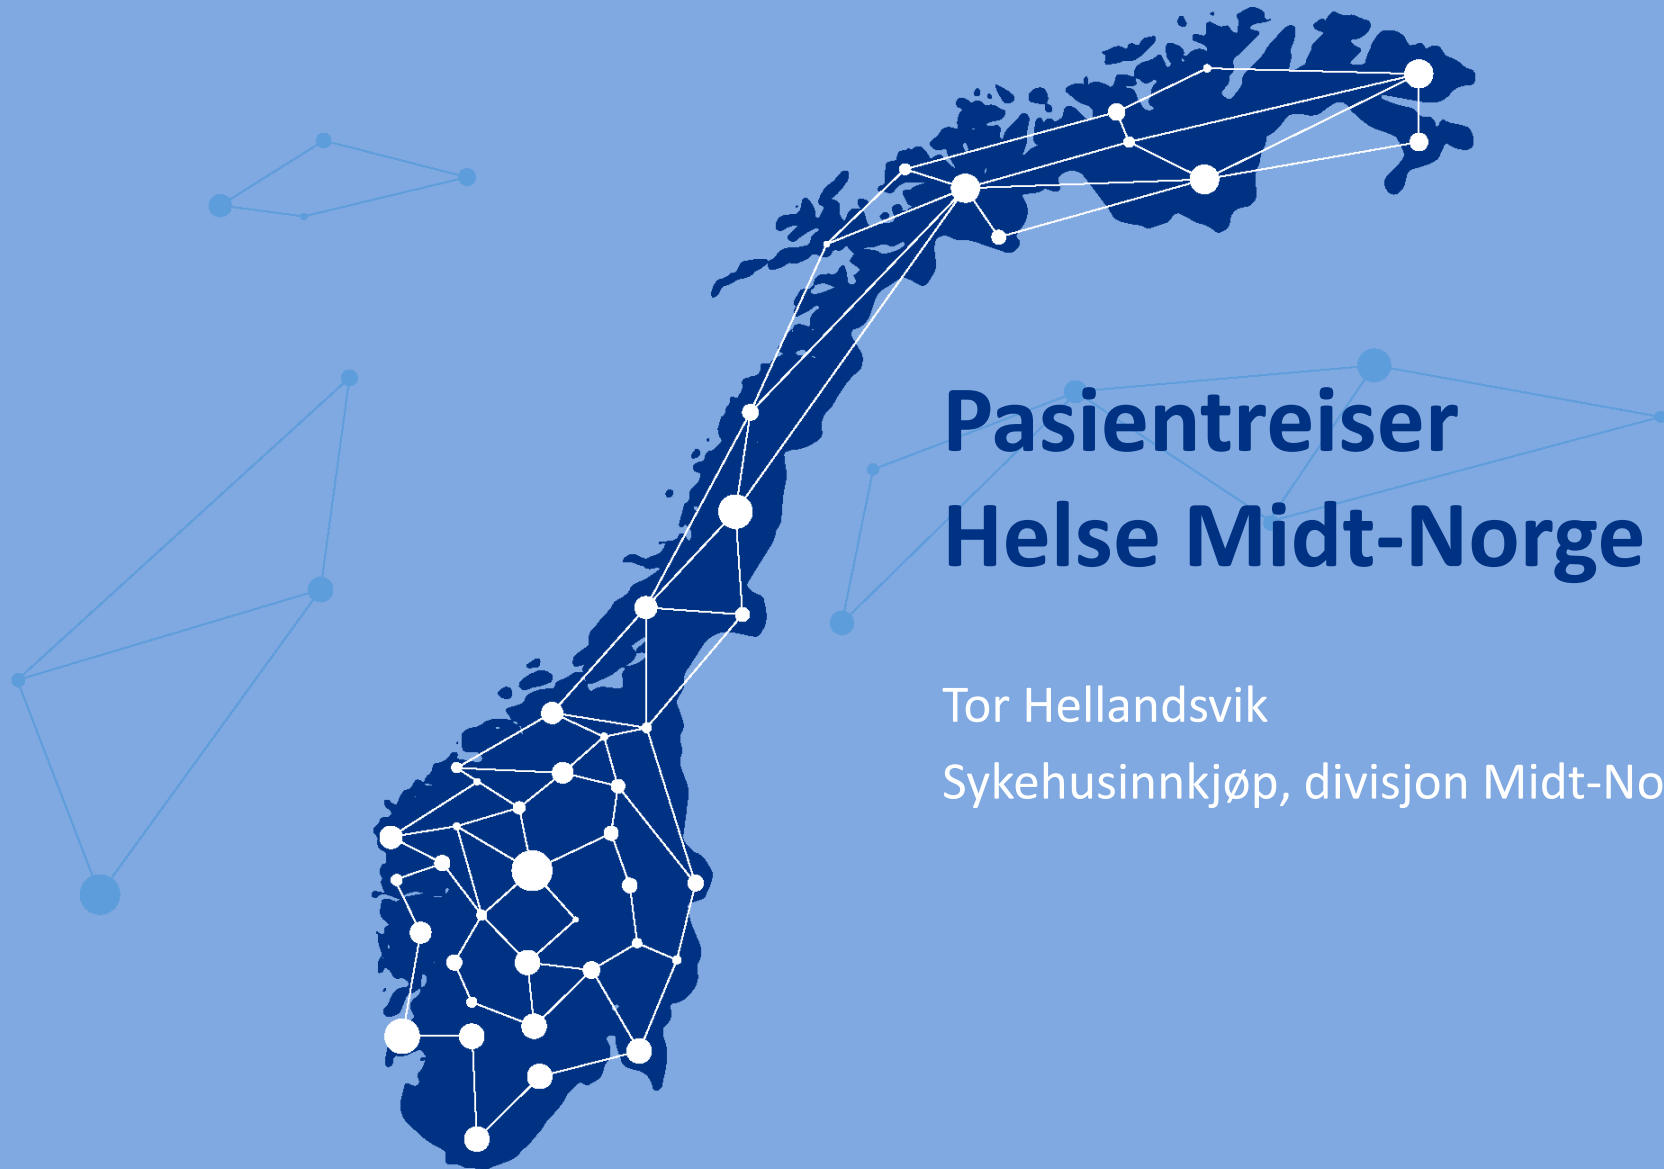 Pasientreiser
Helse Midt-Norge
Tor Hellandsvik
Sykehusinnkjøp, divisjon Midt-No